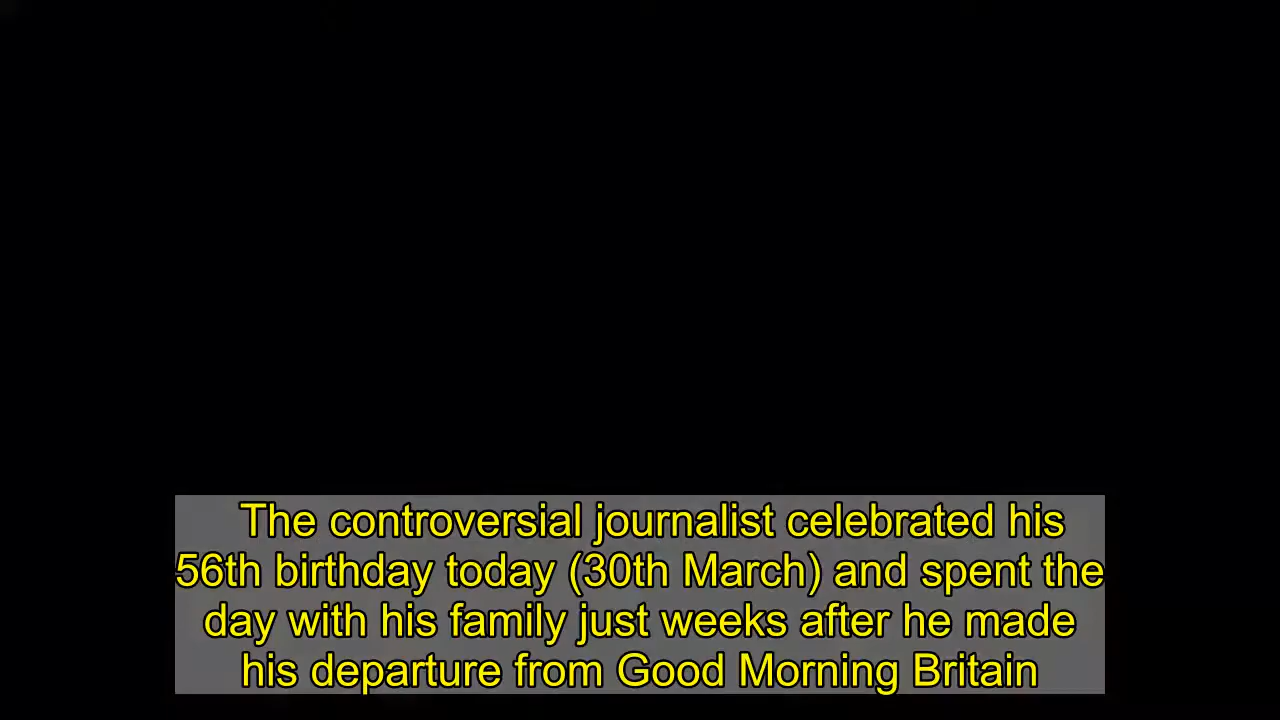 The controversial journalist celebrated his
56th birthday today (30th March) and spent the
day with his family just weeks after he made
his departure from Good Morning Britain